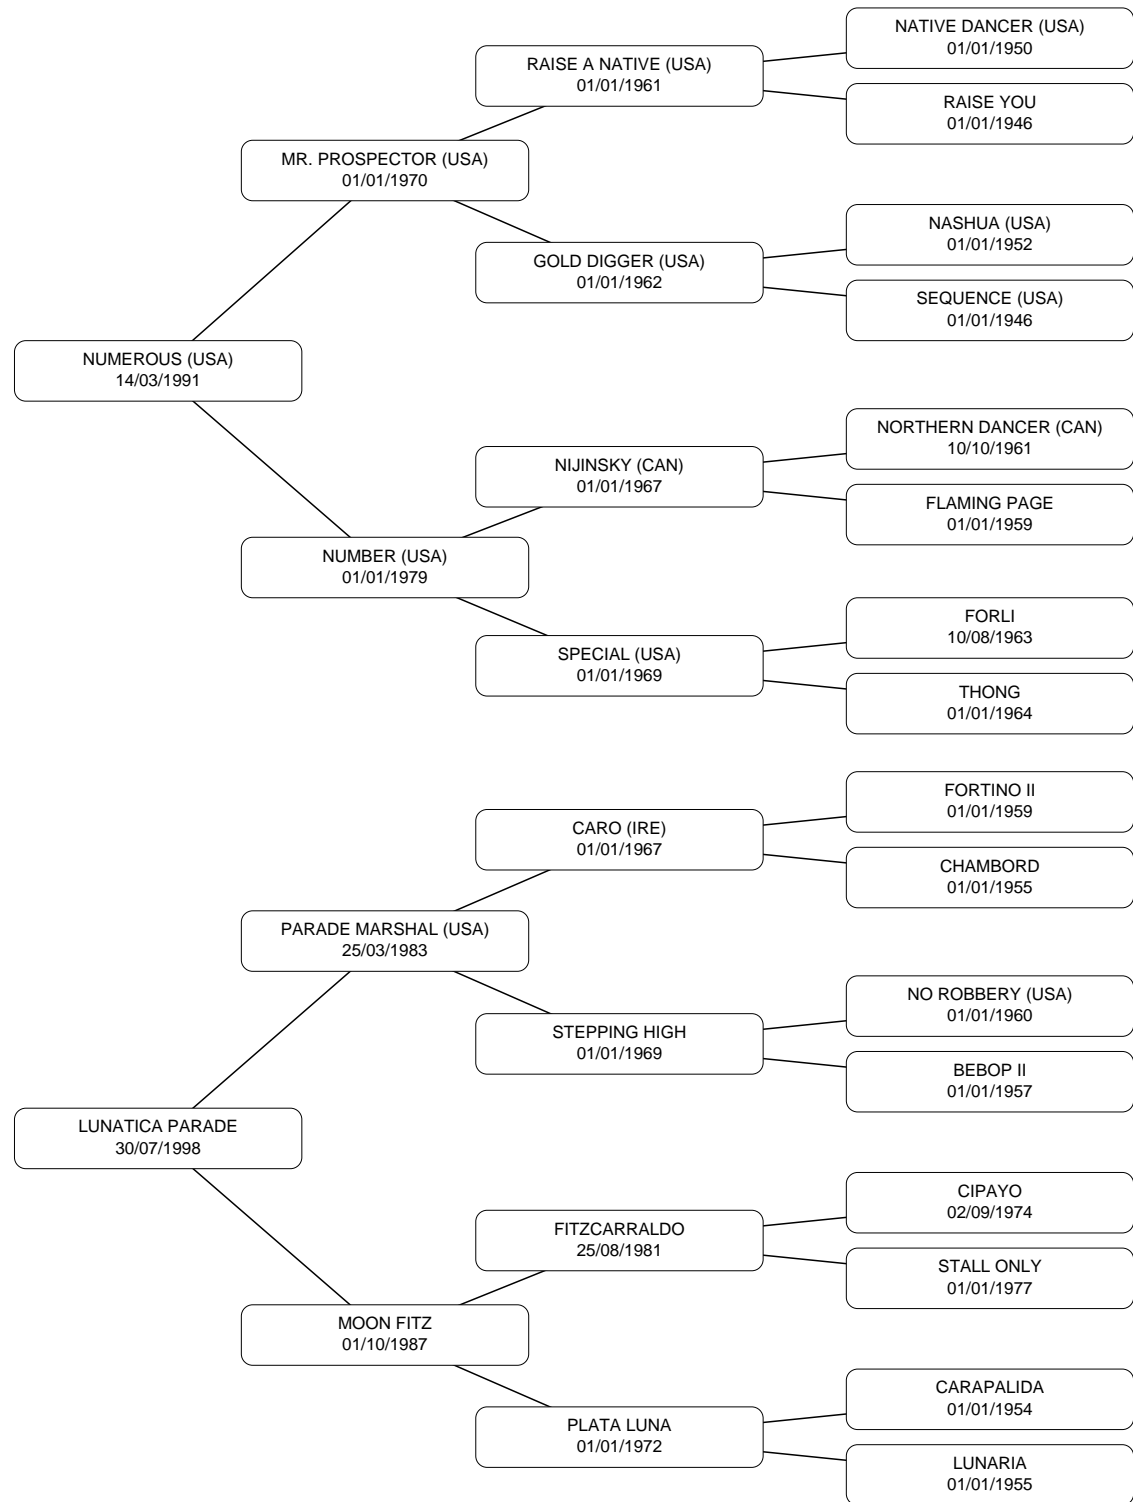 NATIVE DANCER (USA)
01/01/1950
RAISE A NATIVE (USA)
01/01/1961
RAISE YOU
01/01/1946
MR. PROSPECTOR (USA)
01/01/1970
NASHUA (USA)
01/01/1952
GOLD DIGGER (USA)
01/01/1962
SEQUENCE (USA)
01/01/1946
NUMEROUS (USA)
14/03/1991
NORTHERN DANCER (CAN)
10/10/1961
NIJINSKY (CAN)
01/01/1967
FLAMING PAGE
01/01/1959
NUMBER (USA)
01/01/1979
FORLI
10/08/1963
SPECIAL (USA)
01/01/1969
THONG
01/01/1964
FORTINO II
01/01/1959
CARO (IRE)
01/01/1967
CHAMBORD
01/01/1955
PARADE MARSHAL (USA)
25/03/1983
NO ROBBERY (USA)
01/01/1960
STEPPING HIGH
01/01/1969
BEBOP II
01/01/1957
LUNATICA PARADE
30/07/1998
CIPAYO
02/09/1974
FITZCARRALDO
25/08/1981
STALL ONLY
01/01/1977
MOON FITZ
01/10/1987
CARAPALIDA
01/01/1954
PLATA LUNA
01/01/1972
LUNARIA
01/01/1955